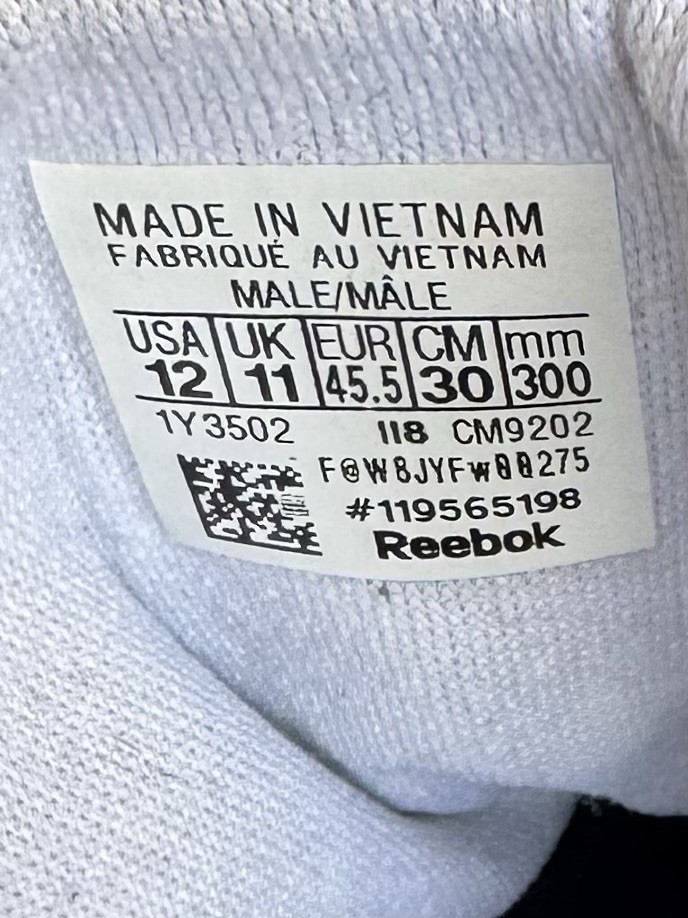 MADE IN VIETNAM
FABRIQUÉ AU VIETNAM
MALE/MÂLE
USA UK EUR CM mm
12 11 45.5 30 300
1Y3502 118 CM9202
#119565198
Reebok